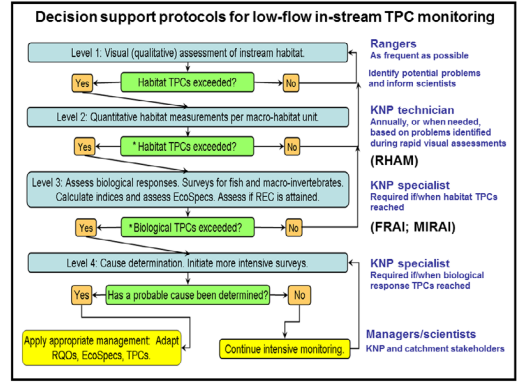 Decision support protocols for low-flow in-stream TPC monitoring
Level 1: Visual (qualitative) assessment of instream habitat.
Rangers
As frequent as possible
Yes
Habitat TPCs exceeded?
No
Identify potential problems
and inform scientists
Level 2: Quantitative habitat measurements per macro-habitat unit.
KNP technician
Annually, or when needed,
based on problems identified
during rapid visual assessments
Yes
*Habitat TPCs exceeded?
No
(RHAM)
Level 3: Assess biological responses. Surveys for fish and macro-invertebrates.
Calculate indices and assess EcoSpecs. Assess if REC is attained.
KNP specialist
Required if/when habitat TPCs
reached
Yes
*Biological TPCs exceeded?
No
(FRAI; MIRAI)
Level 4: Cause determination. Initiate more intensive surveys.
KNP specialist
Required if/when biological
response TPCs reached
Yes
Has a probable cause been determined?
No
Apply appropriate management: Adapt
RQOs, EcoSpecs, TPCs.
Continue intensive monitoring.
Managers/scientists
KNP and catchment stakeholders